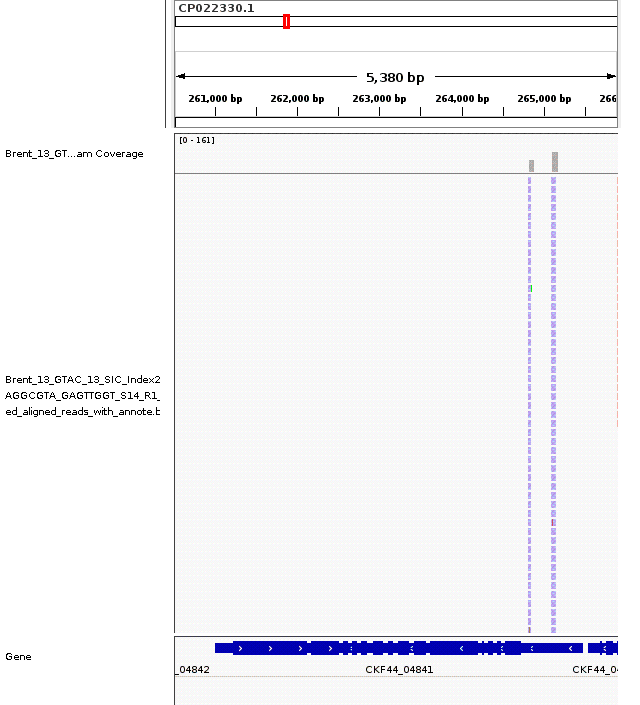 CP022330.1
5,380 bp
261,000 bp 262,000 bp 263,000 bp 264,000 bp 265,000 bp 266
[0 - 161]
Brent_13_GT...am Coverage
Brent_13_GTAC_13_SIC_Index2
AGGCGTA_GAGTTGGT_S14_R1_
ed_aligned_reads_with_annote.b
Gene
_04842 CKF44_04841 CKF44_0